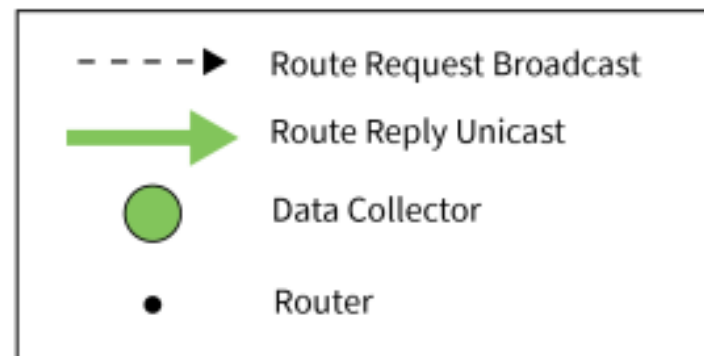 Route Request Broadcast
Route Reply Unicast
Data Collector
Router